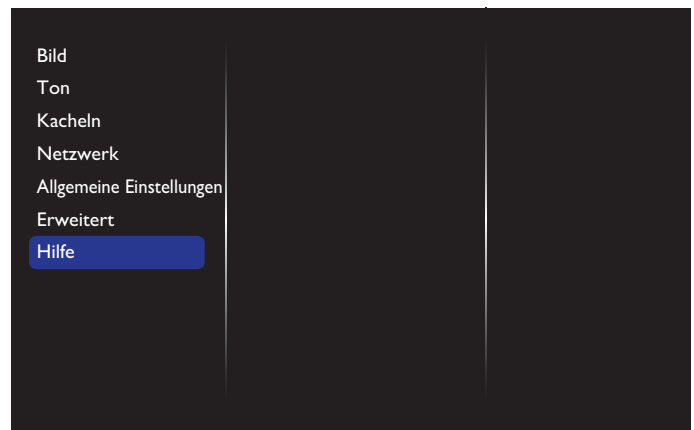 Bild
Ton
Kacheln
Netzwerk
Allgemeine Einstellungen
Erweitert
Hilfe